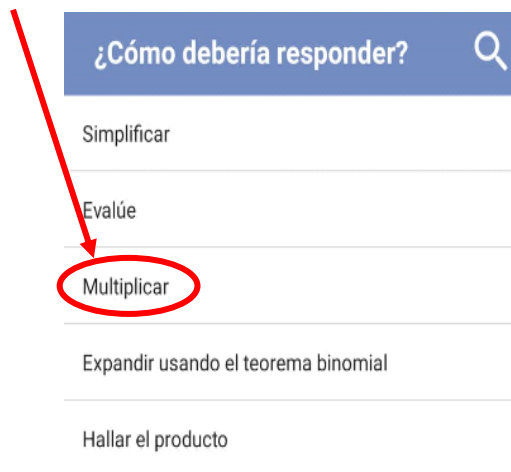 ¿Cómo debería responder?
Simplificar
Evalúe
Multiplicar
Expandir usando el teorema binomial
Hallar el producto